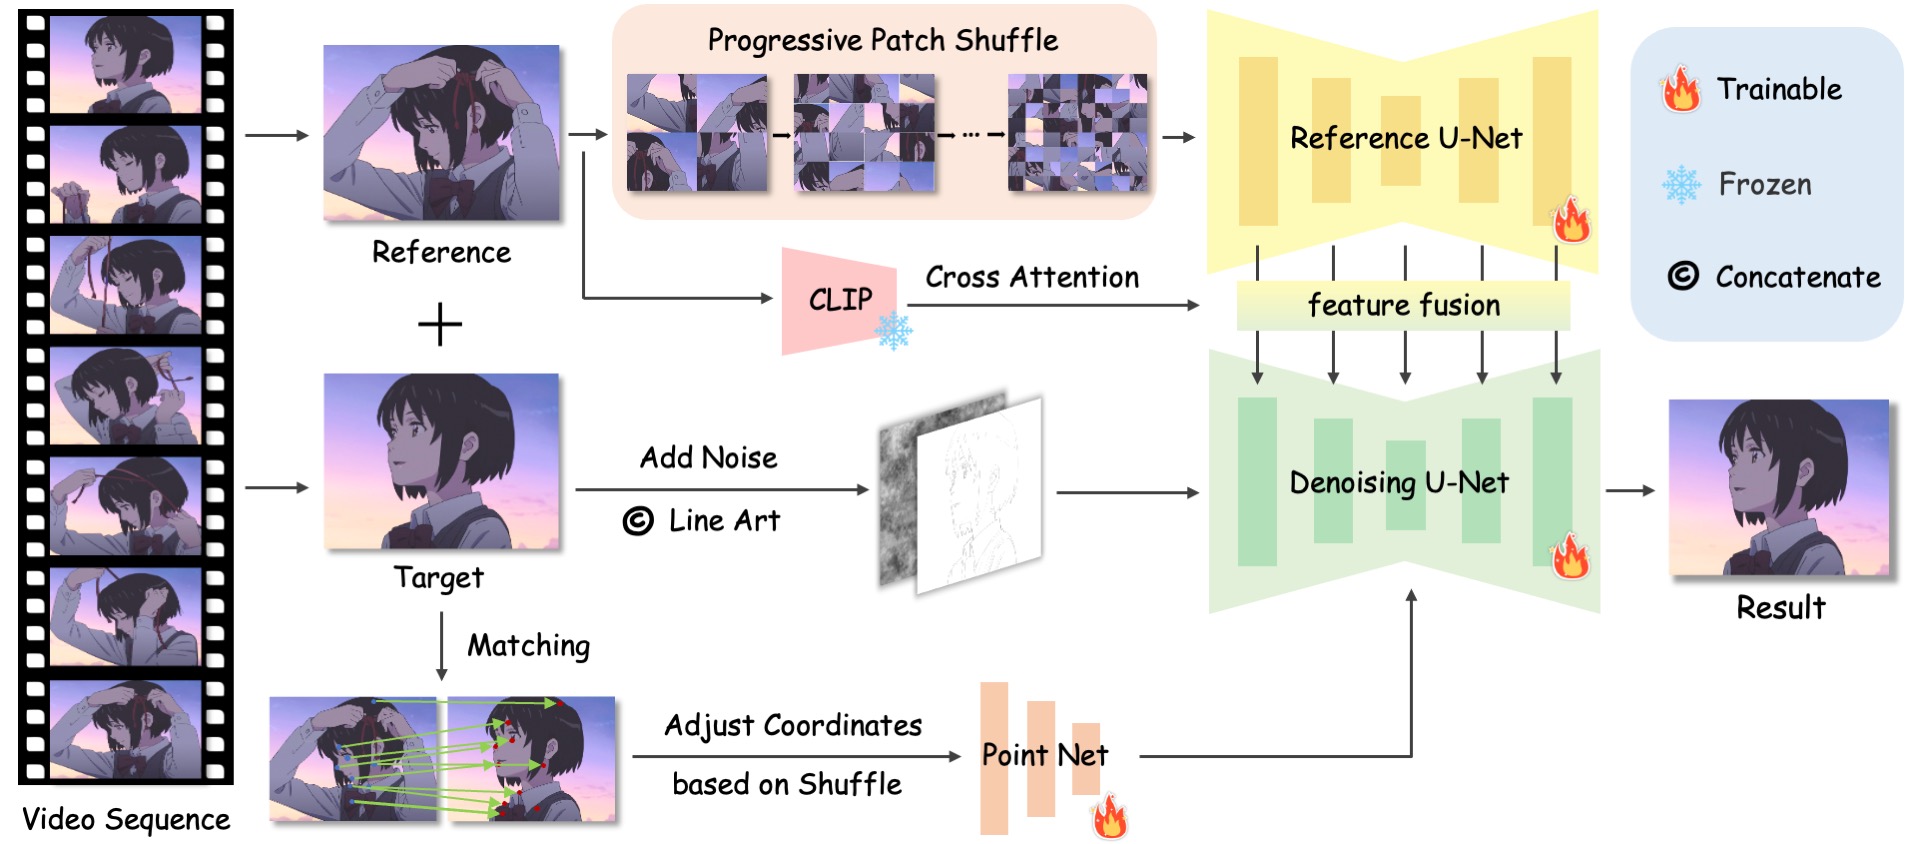 Progressive Patch Shuffle
...
Reference U-Net
Trainable
Frozen
© Concatenate
Reference
CLIP
Cross Attention
feature fusion
+
Add Noise
© Line Art
Denoising U-Net
Target
Result
Matching
Adjust Coordinates
based on Shuffle
Point Net
Video Sequence